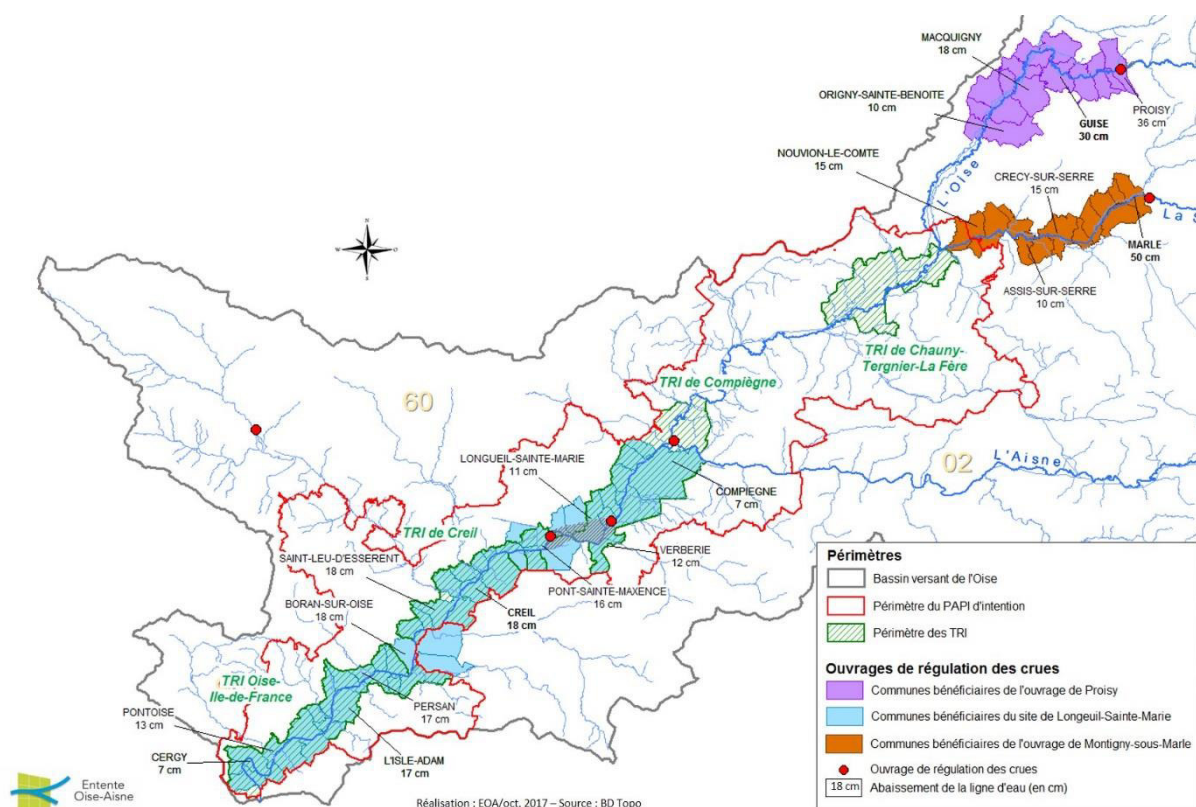 MACQUIGNY
18 cm
ORIGNY-SAINTE-BENOITE
10 cm
PROISY
36 cm
GUISE
30 cm
NOUVION-LE-COMTE
15 cm
L'Oise
CRECY-SUR-SERRE
15 cm
La S
MARLE
50 cm
ASSIS-SUR-SERRE
10 cm
N
O
S
TRI de Chauny-
Tergnier-La Fère
TRI de Compiègne
60
LONGUEIL-SAINTE-MARIE
11 cm
02
L'Aisne
COMPIEGNE
7 cm
TRI de Creil
SAINT-LEU-D'ESSERENT
18 cm
VERBERIE
12 cm
PONT-SAINTE-MAXENCE
16 cm
BORAN-SUR-OISE
18 cm
CREIL
18 cm
TRI Oise-
Ile-de-France
PONTOISE
13 cm
PERSAN
17 cm
CERGY
7 cm
L'ISLE-ADAM
17 cm
Périmètres
Bassin versant de l'Oise
Périmètre du PAPI d'intention
Périmètre des TRI
Ouvrages de régulation des crues
Communes bénéficiaires de l'ouvrage de Proisy
Communes bénéficiaires du site de Longeuil-Sainte-Marie
Communes bénéficiaires de l'ouvrage de Montigny-sous-Marle
Ouvrage de régulation des crues
18 cm Abaissement de la ligne d'eau (en cm)
Entente
Oise-Aisne
Réalisation : EOA/oct. 2017 – Source : BD Topo